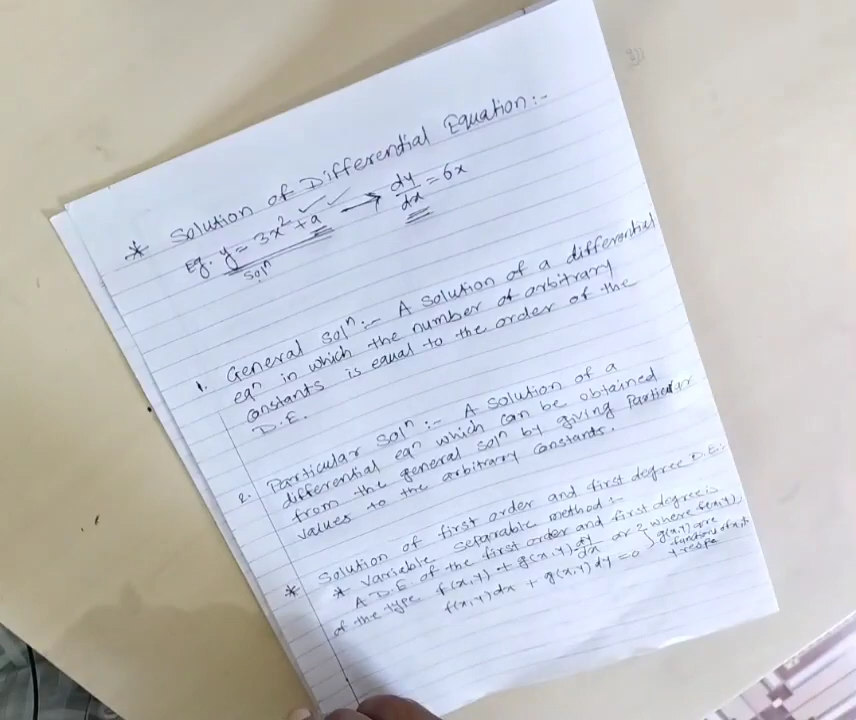 * Solution of Differential Equation :-
Eg. y = 3x² + a → dy/dx = 6x
Solⁿ
1. General Solⁿ :- A Solution of a differential
eqⁿ in which the number of arbitrary
Constants is equal to the order of the
D.E.
2. Particular Solⁿ :- A Solution of a
differential eqⁿ which can be obtained
from the general Solⁿ by giving Particular
values to the arbitrary Constants.
* Solution of first order and first degree D.E:-
* Variable Separable method :-
A D.E. of the first order and first degree is
of the type f(x,y) + g(x,y) dy/dx or } where f(x,y),
f(x,y)dx + g(x,y)dy = 0 g(x,y) are
functions of x,y